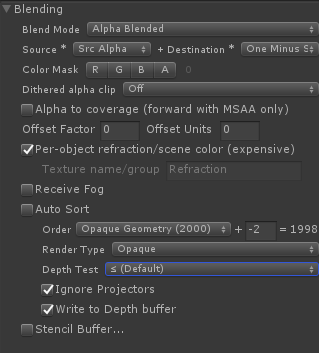 Blending
Blend Mode Alpha Blended
Source * Src Alpha + Destination * One Minus S
Color Mask R G B A 0
Dithered alpha clip Off
Alpha to coverage (forward with MSAA only)
Offset Factor 0 Offset Units 0
Per-object refraction/scene color (expensive)
Texture name/group Refraction
Receive Fog
Auto Sort
Order Opaque Geometry (2000) + -2 = 1998
Render Type Opaque
Depth Test ≤ (Default)
Ignore Projectors
Write to Depth buffer
Stencil Buffer...